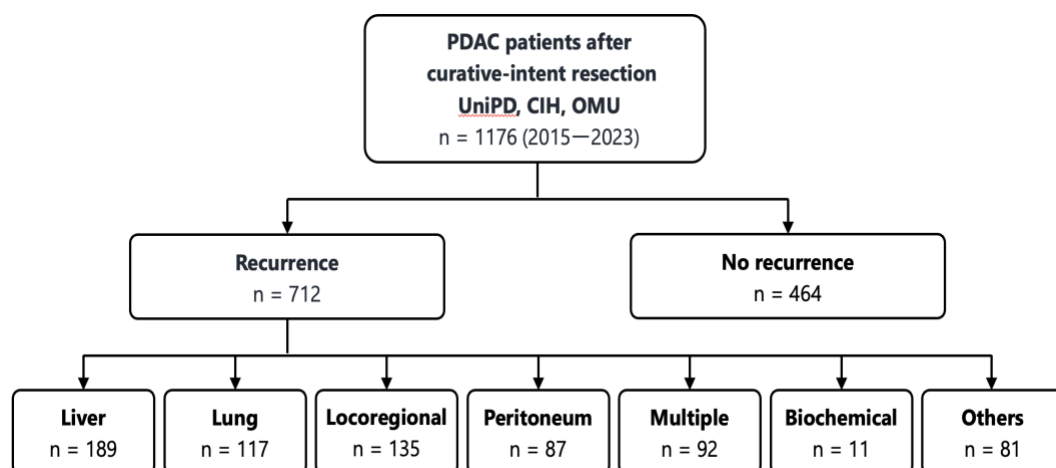 PDAC patients after
curative-intent resection
UniPD, CIH, OMU
n = 1176 (2015—2023)
Recurrence
n = 712
No recurrence
n = 464
Liver
n = 189
Lung
n = 117
Locoregional
n = 135
Peritoneum
n = 87
Multiple
n = 92
Biochemical
n = 11
Others
n = 81